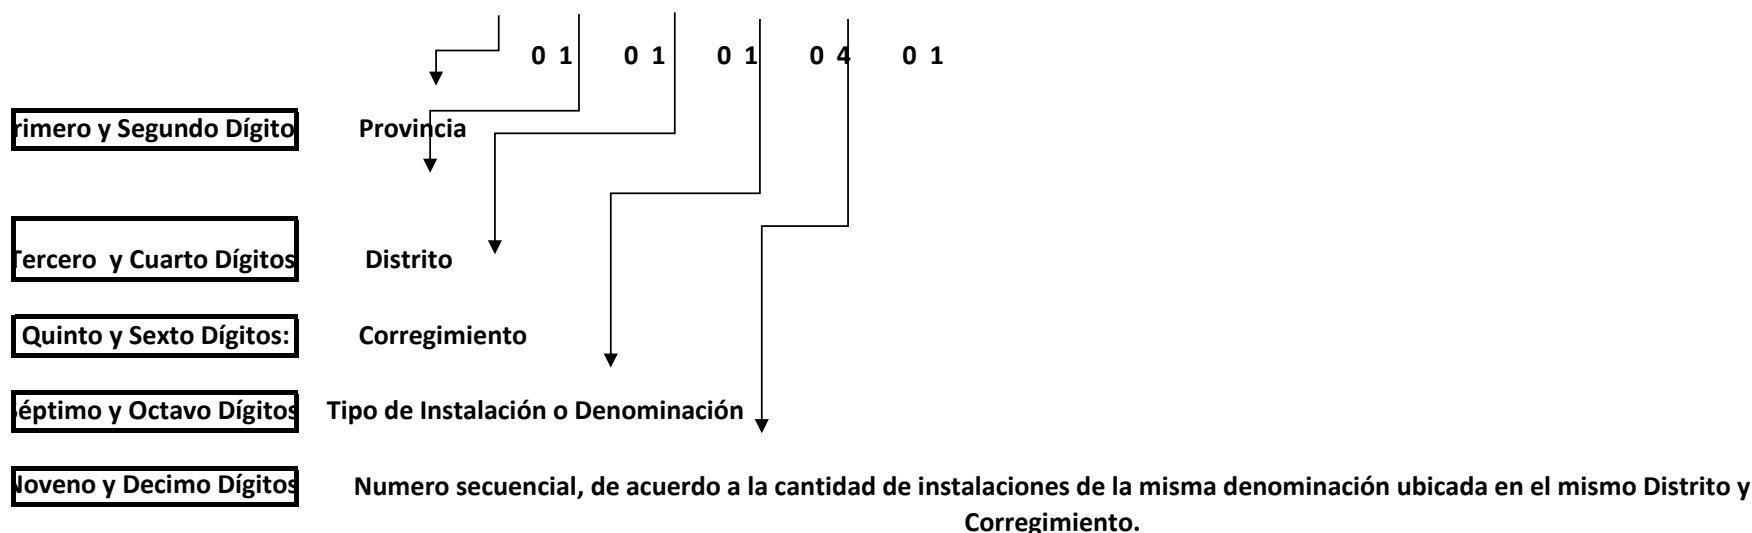 0 1 0 1 0 1 0 4 0 1
rimero y Segundo Dígito Provincia
Tercero y Cuarto Dígitos Distrito
Quinto y Sexto Dígitos: Corregimiento
éptimo y Octavo Dígitos Tipo de Instalación o Denominación
Noveno y Decimo Dígitos Numero secuencial, de acuerdo a la cantidad de instalaciones de la misma denominación ubicada en el mismo Distrito y
Corregimiento.